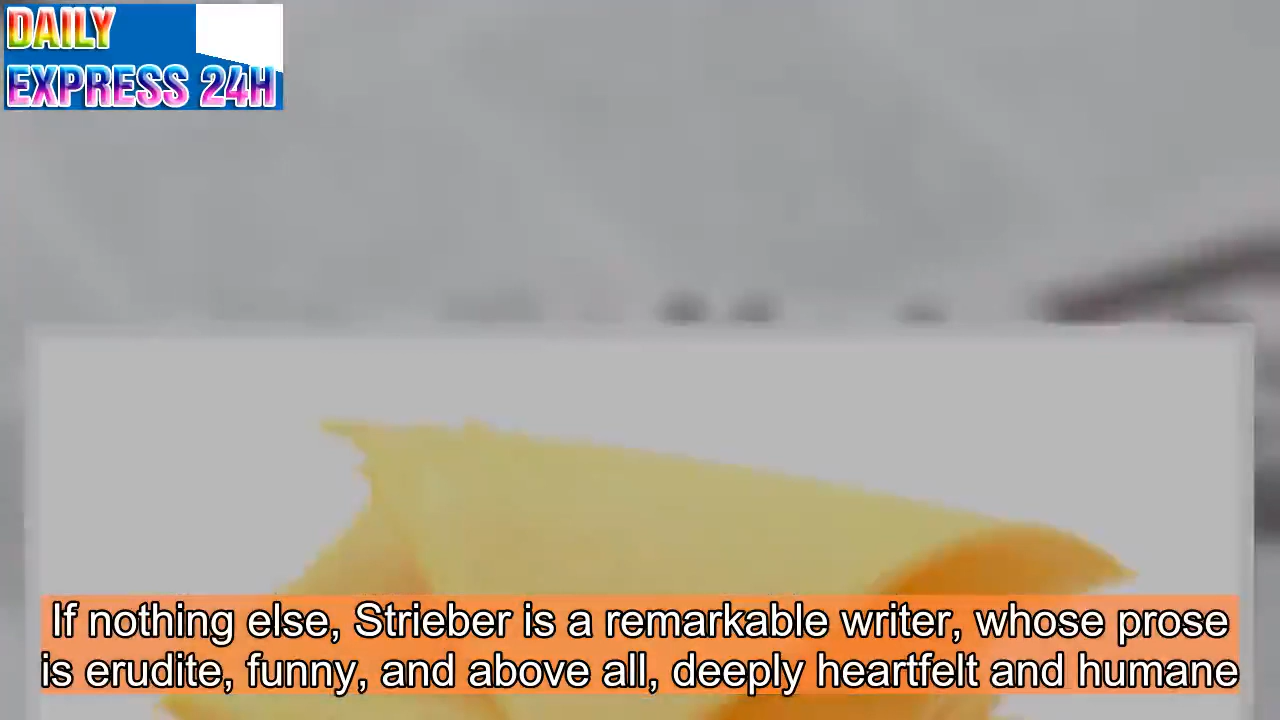 DAILY
EXPRESS 24H
If nothing else, Strieber is a remarkable writer, whose prose
is erudite, funny, and above all, deeply heartfelt and humane